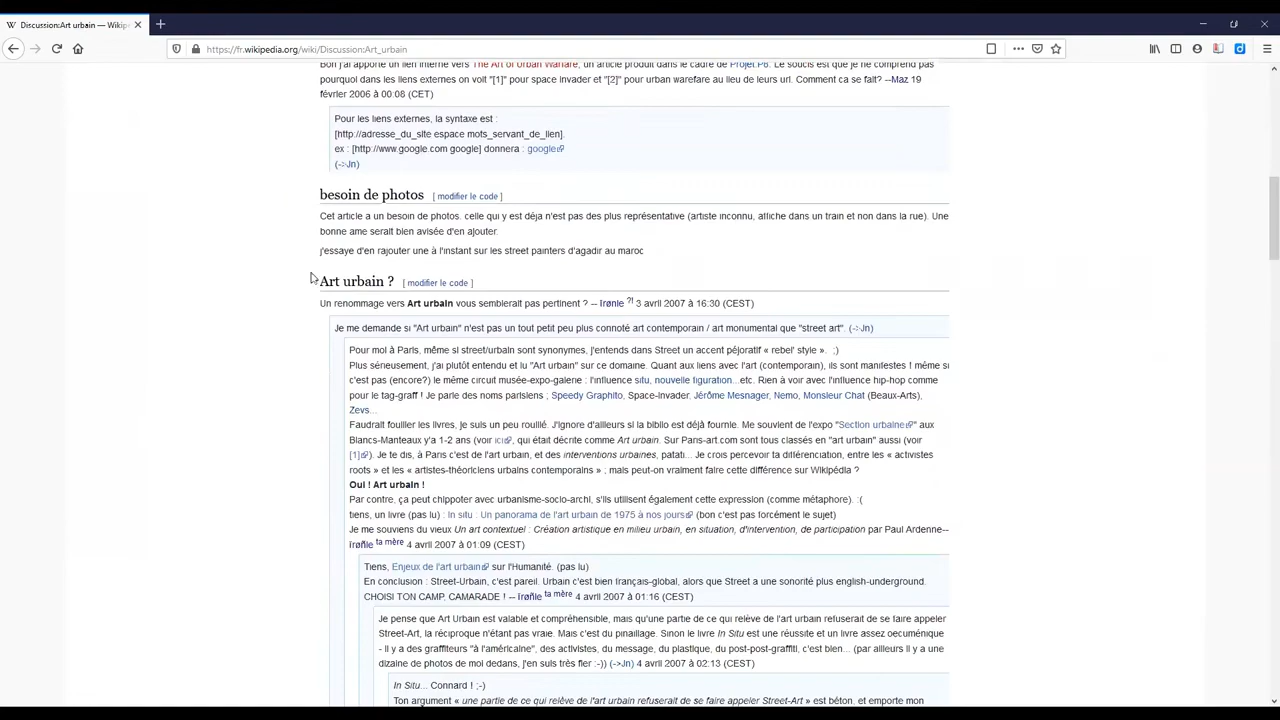 Discussion:Art urbain — Wikip
https://fr.wikipedia.org/wiki/Discussion:Art_urbain
Bon j'ai apporté un lien interne vers The Art of Urban Warfare, un article produit dans le cadre de Projet:P6. Le soucis est que je ne comprend pas
pourquoi dans les liens externes on voit "[1]" pour space invader et "[2]" pour urban warefare au lieu de leurs url. Comment ca se fait? --Maz 19
février 2006 à 00:08 (CET)
Pour les liens externes, la syntaxe est :
[http://adresse_du_site espace mots_servant_de_lien].
ex : [http://www.google.com google] donnera : google
(->Jn)
besoin de photos [ modifier le code ]
Cet article a un besoin de photos. celle qui y est déja n'est pas des plus représentative (artiste inconnu, affiche dans un train et non dans la rue). Une
bonne ame serait bien avisée d'en ajouter.
j'essaye d'en rajouter une à l'instant sur les street painters d'agadir au maroc
Art urbain ? [ modifier le code ]
Un renommage vers Art urbain vous semblerait pas pertinent ? -- Irønie ?! 3 avril 2007 à 16:30 (CEST)
Je me demande si "Art urbain" n'est pas un tout petit peu plus connoté art contemporain / art monumental que "street art". (->Jn)
Pour moi à Paris, même si street/urbain sont synonymes, j'entends dans Street un accent péjoratif « rebel' style ». ;)
Plus sérieusement, j'ai plutôt entendu et lu "Art urbain" sur ce domaine. Quant aux liens avec l'art (contemporain), ils sont manifestes ! même si
c'est pas (encore?) le même circuit musée-expo-galerie : l'influence situ, nouvelle figuration...etc. Rien à voir avec l'influence hip-hop comme
pour le tag-graff ! Je parle des noms parisiens ; Speedy Graphito, Space-Invader, Jérôme Mesnager, Nemo, Monsieur Chat (Beaux-Arts),
Zevs...
Faudrait fouiller les livres, je suis un peu rouillé. J'ignore d'ailleurs si la biblio est déjà fournie. Me souvient de l'expo "Section urbaine" aux
Blancs-Manteaux y'a 1-2 ans (voir ici, qui était décrite comme Art urbain. Sur Paris-art.com sont tous classés en "art urbain" aussi (voir
[1]). Je te dis, à Paris c'est de l'art urbain, et des interventions urbaines, patati... Je crois percevoir ta différenciation, entre les « activistes
roots » et les « artistes-théoriciens urbains contemporains » ; mais peut-on vraiment faire cette différence sur Wikipédia ?
Oui ! Art urbain !
Par contre, ça peut chippoter avec urbanisme-socio-archi, s'ils utilisent également cette expression (comme métaphore). :(
tiens, un livre (pas lu) : In situ : Un panorama de l'art urbain de 1975 à nos jours (bon c'est pas forcément le sujet)
Je me souviens du vieux Un art contextuel : Création artistique en milieu urbain, en situation, d'intervention, de participation par Paul Ardenne--
Irøñie ta mère 4 avril 2007 à 01:09 (CEST)
Tiens, Enjeux de l'art urbain sur l'Humanité. (pas lu)
En conclusion : Street-Urbain, c'est pareil. Urbain c'est bien français-global, alors que Street a une sonorité plus english-underground.
CHOISI TON CAMP, CAMARADE ! -- Irøñie ta mère 4 avril 2007 à 01:16 (CEST)
Je pense que Art Urbain est valable et compréhensible, mais qu'une partie de ce qui relève de l'art urbain refuserait de se faire appeler
Street-Art, la réciproque n'étant pas vraie. Mais c'est du pinaillage. Sinon le livre In Situ est une réussite et un livre assez oecuménique
- il y a des graffiteurs "à l'américaine", des activistes, du message, du plastique, du post-post-graffiti, c'est bien... (par ailleurs il y a une
dizaine de photos de moi dedans, j'en suis très fier :-)) (->Jn) 4 avril 2007 à 02:13 (CEST)
In Situ... Connard ! ;-)
Ton argument « une partie de ce qui relève de l'art urbain refuserait de se faire appeler Street-Art » est béton, et emporte mon